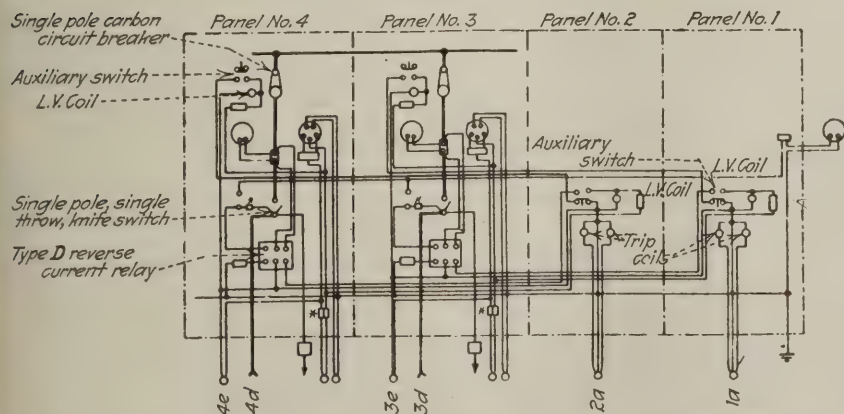 Single pole carbon
circuit breaker
Panel No. 4
Panel No. 3
Panel No. 2
Panel No. 1
Auxiliary switch
L.V. Coil
Auxiliary
switch
L.V. Coil
L.V. Coil
Single pole, single
throw, knife switch
Trip
coils
Type D reverse
current relay
*
*
4e
4d
3e
3d
2a
1a